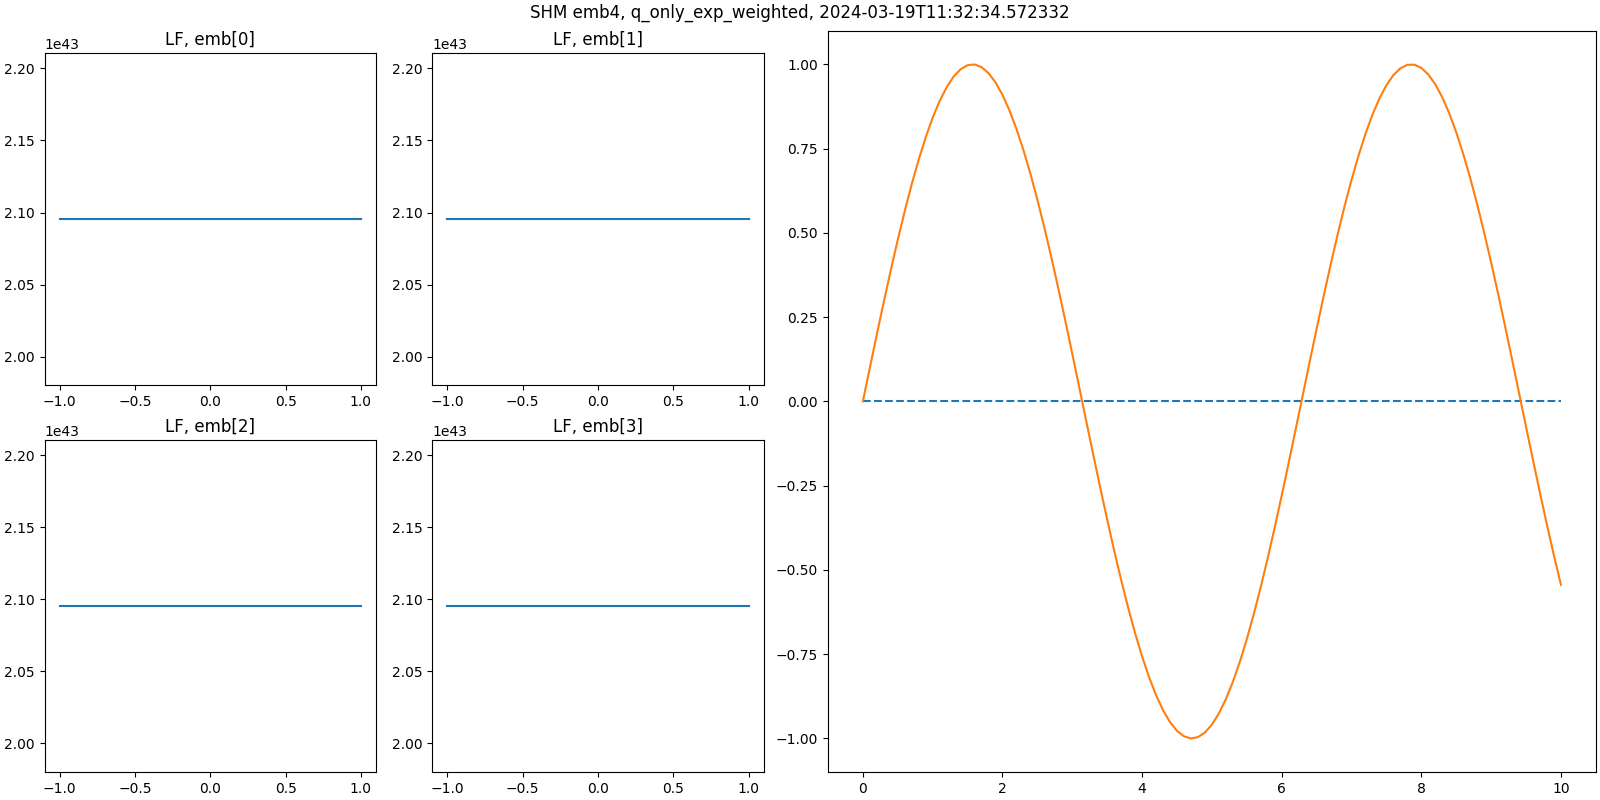 SHM emb4, q_only_exp_weighted, 2024-03-19T11:32:34.572332
LF, emb[0]
1e43
2.20
2.15
2.10
2.05
2.00
−1.0 −0.5 0.0 0.5 1.0
LF, emb[1]
1e43
2.20
2.15
2.10
2.05
2.00
−1.0 −0.5 0.0 0.5 1.0
LF, emb[2]
1e43
2.20
2.15
2.10
2.05
2.00
−1.0 −0.5 0.0 0.5 1.0
LF, emb[3]
1e43
2.20
2.15
2.10
2.05
2.00
−1.0 −0.5 0.0 0.5 1.0
1.00
0.75
0.50
0.25
0.00
−0.25
−0.50
−0.75
−1.00
0 2 4 6 8 10